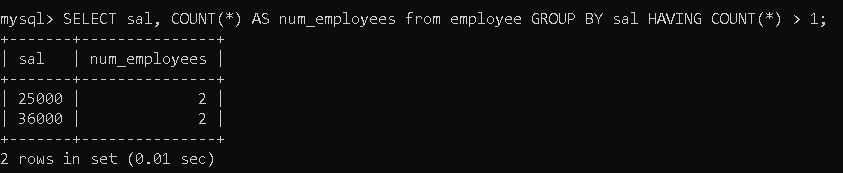 mysql> SELECT sal, COUNT(*) AS num_employees from employee GROUP BY sal HAVING COUNT(*) > 1;
+-------+---------------+
| sal   | num_employees |
+-------+---------------+
| 25000 |             2 |
| 36000 |             2 |
+-------+---------------+
2 rows in set (0.01 sec)